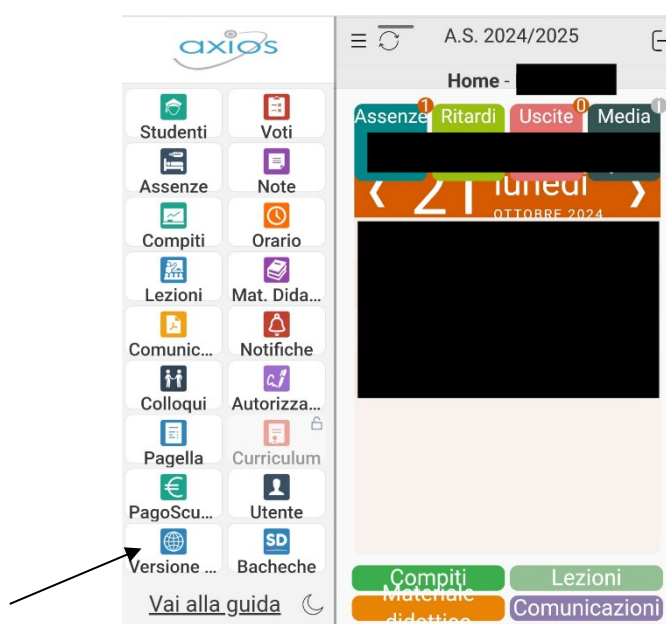 axios
Studenti Voti
Assenze Note
Compiti Orario
Lezioni Mat. Dida...
Comunic... Notifiche
Colloqui Autorizza...
Pagella Curriculum
PagoScu... Utente
SD
Versione ... Bacheche
Vai alla guida
A.S. 2024/2025
Home -
1 0 0
Assenze Ritardi Uscite Media
21 lunedì
OTTOBRE 2024
Compiti Lezioni
Materiale
didattico Comunicazioni